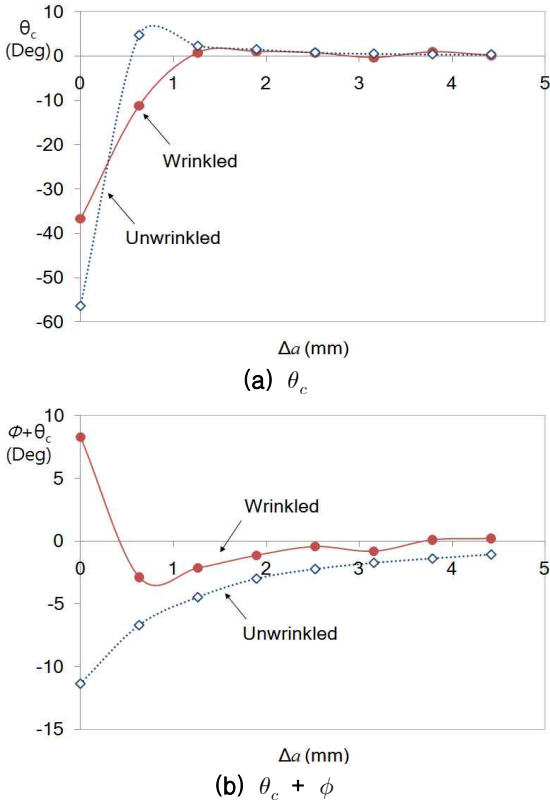 θc
(Deg)
10
0
-10
-20
-30
-40
-50
-60
0 1 2 3 4 5
Wrinkled
Unwrinkled
Δa (mm)
(a) θc
Φ+θc
(Deg)
10
5
0
-5
-10
-15
0 1 2 3 4 5
Wrinkled
Unwrinkled
Δa (mm)
(b) θc + ϕ